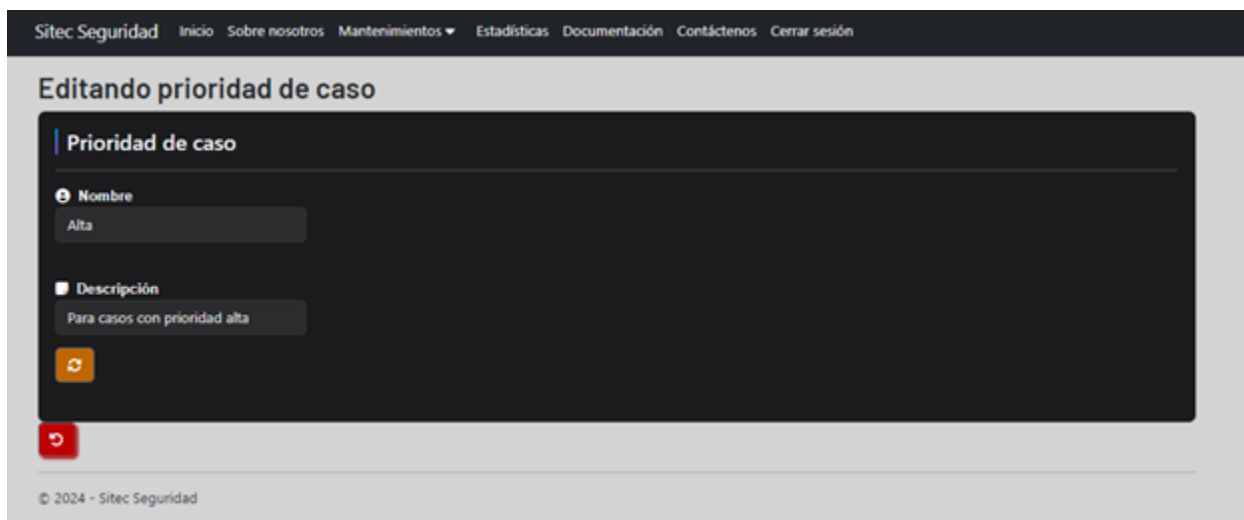 Sitec Seguridad Inicio Sobre nosotros Mantenimientos Estadísticas Documentación Contáctenos Cerrar sesión
Editando prioridad de caso
Prioridad de caso
Nombre
Alta
Descripción
Para casos con prioridad alta
© 2024 - Sitec Seguridad